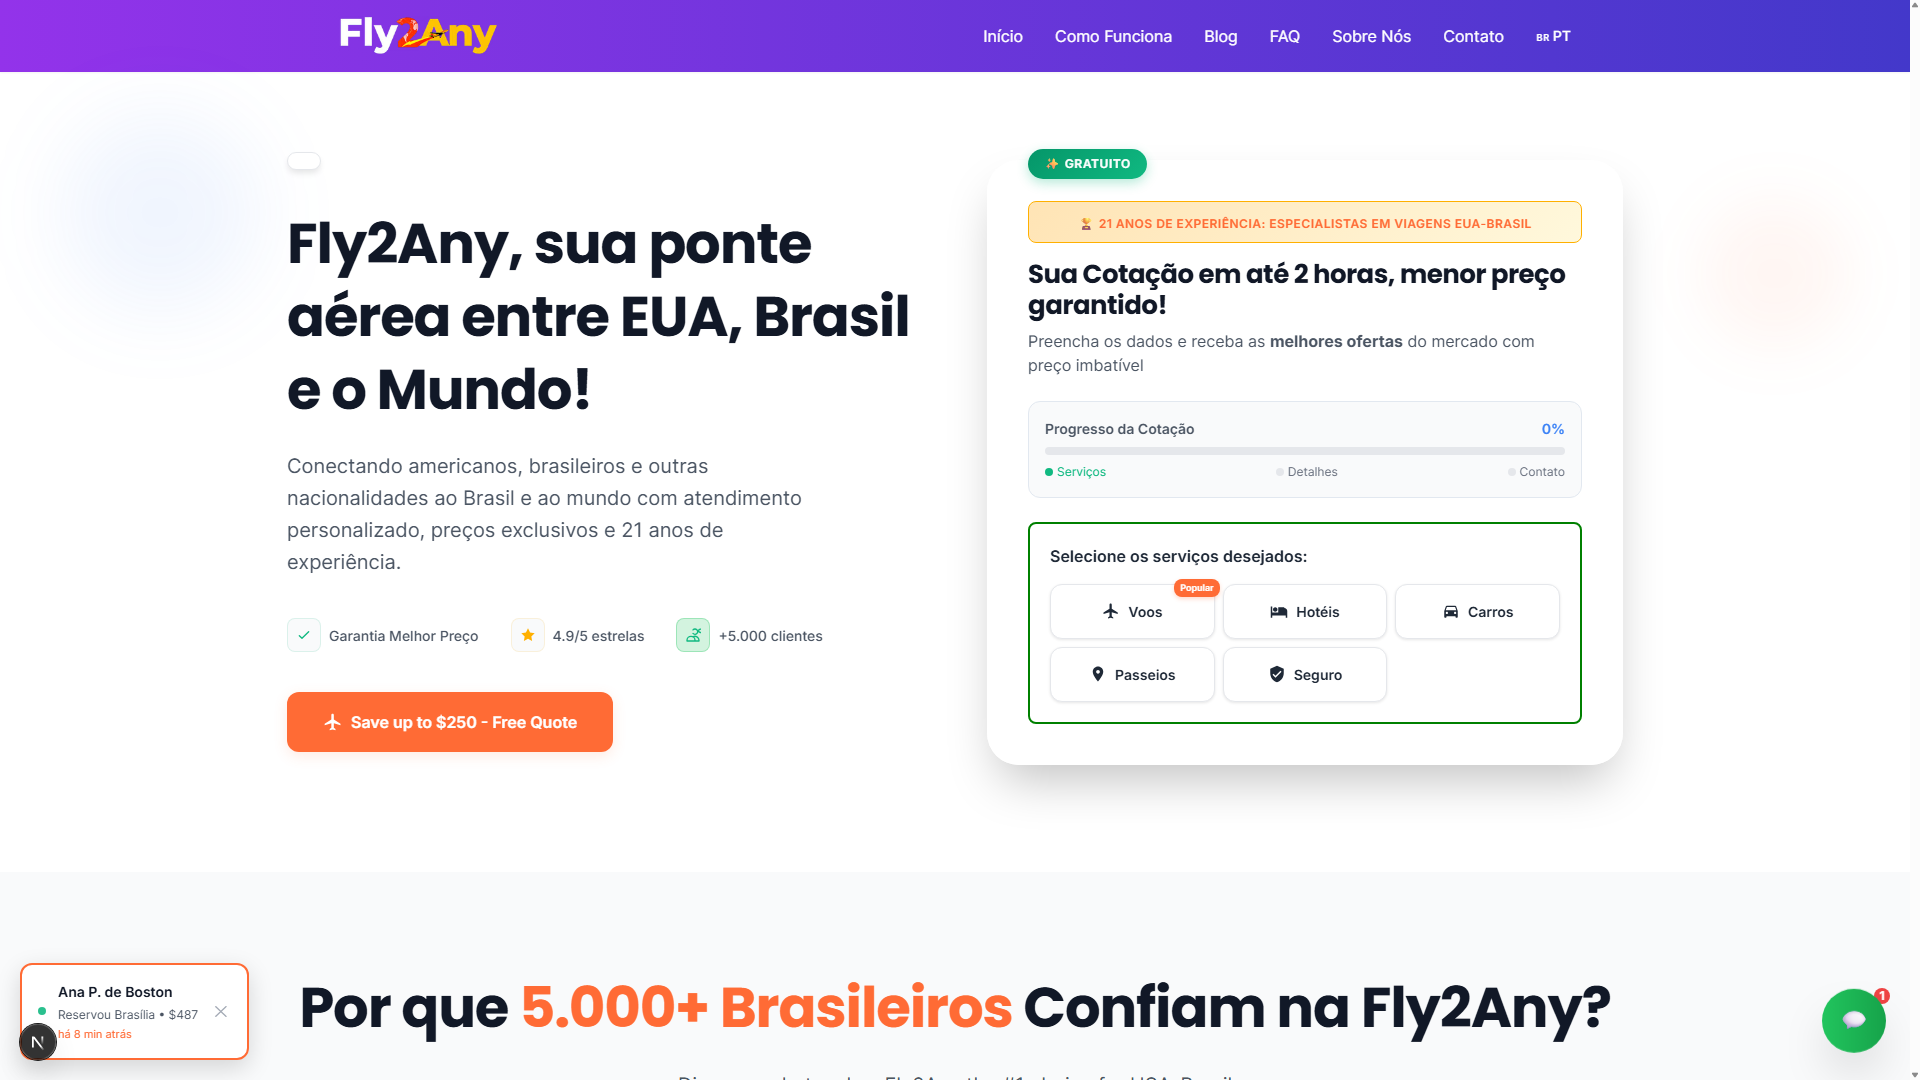 Fly2Any
Início
Como Funciona
Blog
FAQ
Sobre Nós
Contato
BR PT
Fly2Any, sua ponte
aérea entre EUA, Brasil
e o Mundo!
Conectando americanos, brasileiros e outras
nacionalidades ao Brasil e ao mundo com atendimento
personalizado, preços exclusivos e 21 anos de
experiência.
Garantia Melhor Preço
4.9/5 estrelas
+5.000 clientes
Save up to $250 - Free Quote
GRATUITO
21 ANOS DE EXPERIÊNCIA: ESPECIALISTAS EM VIAGENS EUA-BRASIL
Sua Cotação em até 2 horas, menor preço
garantido!
Preencha os dados e receba as melhores ofertas do mercado com
preço imbatível
Progresso da Cotação
0%
Serviços
Detalhes
Contato
Selecione os serviços desejados:
Popular
Voos
Hotéis
Carros
Passeios
Seguro
Por que 5.000+ Brasileiros Confiam na Fly2Any?
Ana P. de Boston
Reservou Brasília • $487
há 8 min atrás
N
1